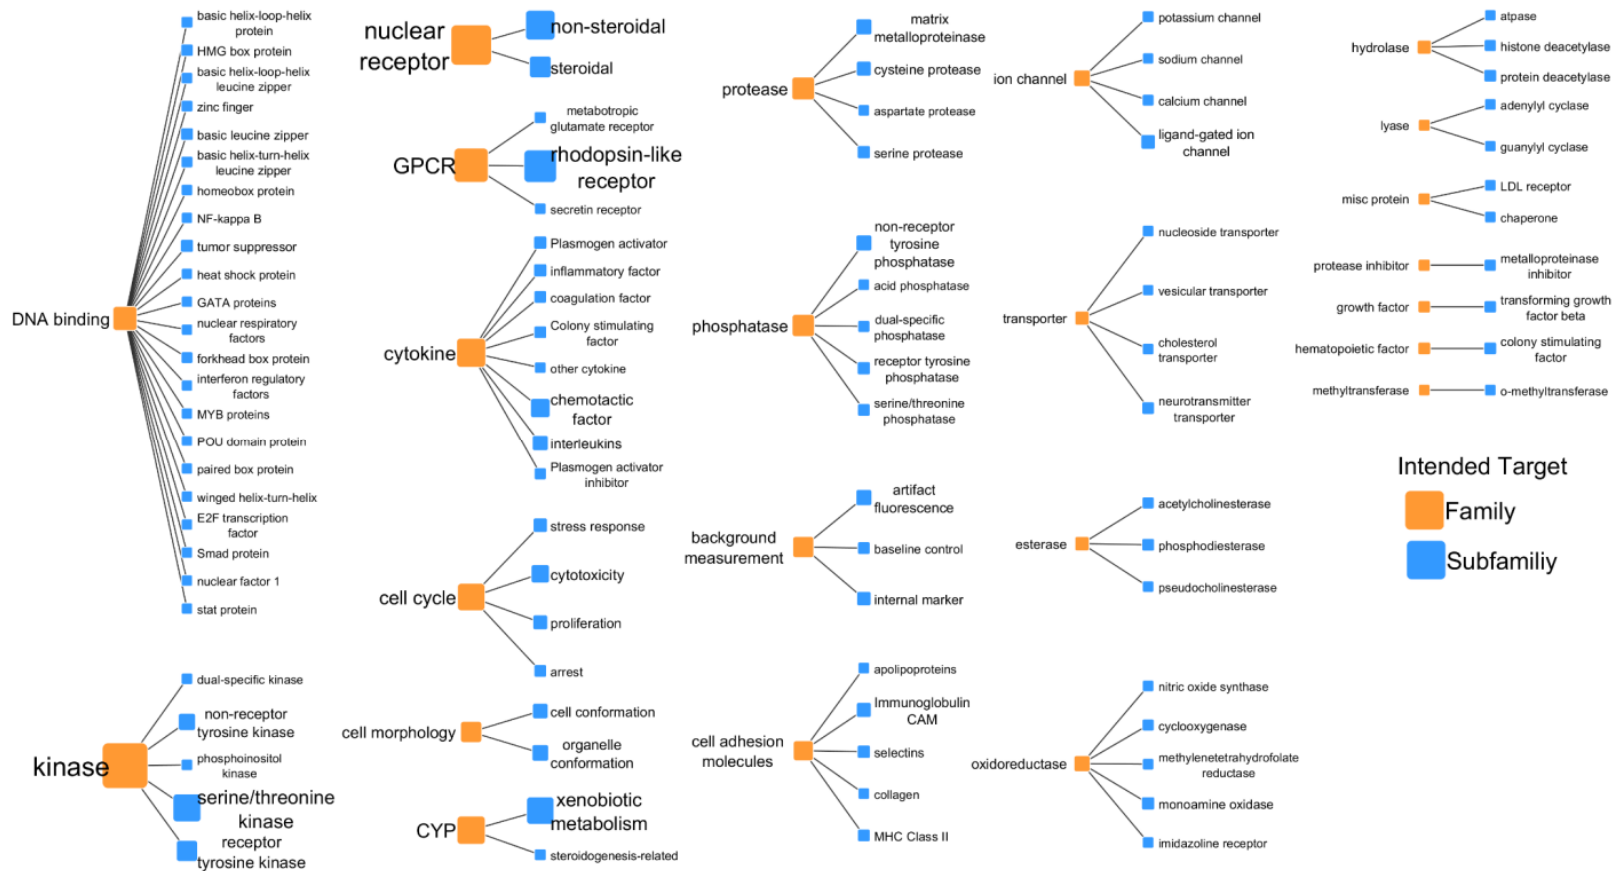 basic helix-loop-helix
protein
HMG box protein
basic helix-loop-helix
leucine zipper
zinc finger
basic leucine zipper
basic helix-turn-helix
leucine zipper
homeobox protein
NF-kappa B
tumor suppressor
heat shock protein
DNA binding
GATA proteins
nuclear respiratory
factors
forkhead box protein
interferon regulatory
factors
MYB proteins
POU domain protein
paired box protein
winged helix-turn-helix
E2F transcription
factor
Smad protein
nuclear factor 1
stat protein
kinase
dual-specific kinase
non-receptor
tyrosine kinase
phosphoinositol
kinase
serine/threonine
kinase
receptor
tyrosine kinase
nuclear
receptor
non-steroidal
steroidal
GPCR
metabotropic
glutamate receptor
rhodopsin-like
receptor
secretin receptor
cytokine
Plasmogen activator
inflammatory factor
coagulation factor
Colony stimulating
factor
other cytokine
chemotactic
factor
interleukins
Plasmogen activator
inhibitor
cell cycle
stress response
cytotoxicity
proliferation
arrest
cell morphology
cell conformation
organelle
conformation
CYP
xenobiotic
metabolism
steroidogenesis-related
protease
matrix
metalloproteinase
cysteine protease
aspartate protease
serine protease
phosphatase
non-receptor
tyrosine
phosphatase
acid phosphatase
dual-specific
phosphatase
receptor tyrosine
phosphatase
serine/threonine
phosphatase
background
measurement
artifact
fluorescence
baseline control
internal marker
cell adhesion
molecules
apolipoproteins
Immunoglobulin
CAM
selectins
collagen
MHC Class II
ion channel
potassium channel
sodium channel
calcium channel
ligand-gated ion
channel
transporter
nucleoside transporter
vesicular transporter
cholesterol
transporter
neurotransmitter
transporter
esterase
acetylcholinesterase
phosphodiesterase
pseudocholinesterase
oxidoreductase
nitric oxide synthase
cyclooxygenase
methylenetetrahydrofolate
reductase
monoamine oxidase
imidazoline receptor
hydrolase
atpase
histone deacetylase
protein deacetylase
lyase
adenylyl cyclase
guanylyl cyclase
misc protein
LDL receptor
chaperone
protease inhibitor
metalloproteinase
inhibitor
growth factor
transforming growth
factor beta
hematopoietic factor
colony stimulating
factor
methyltransferase
o-methyltransferase
Intended Target
Family
Subfamiliy